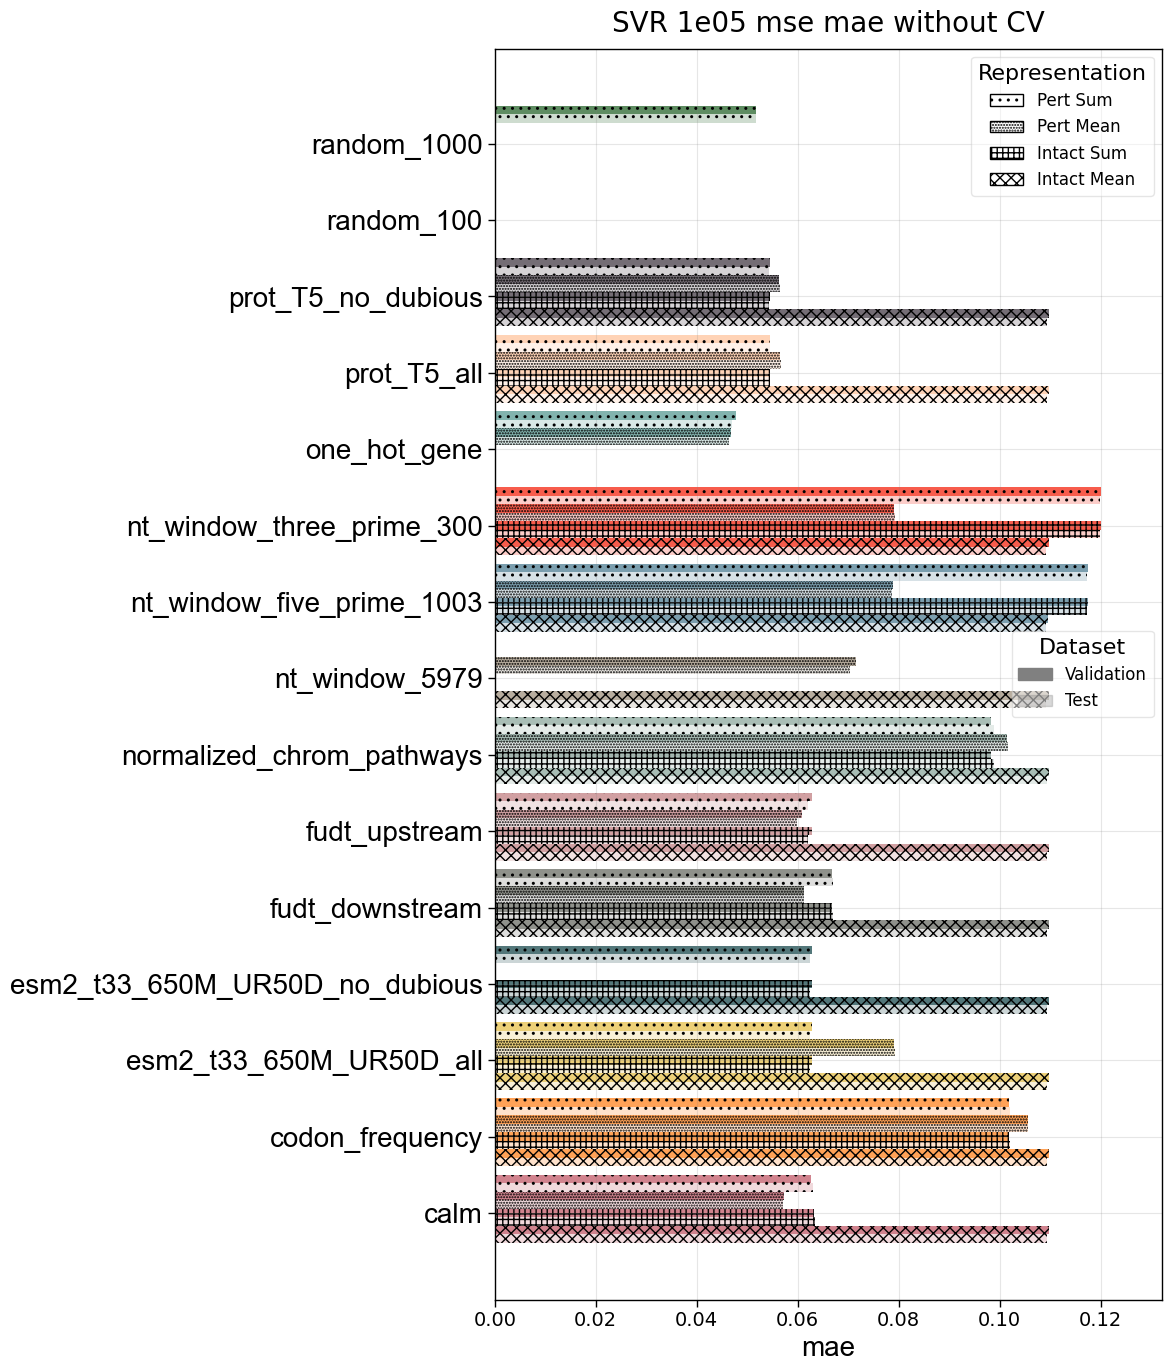 SVR 1e05 mse mae without CV
Representation
Pert Sum
Pert Mean
Intact Sum
Intact Mean
random_1000
random_100
prot_T5_no_dubious
prot_T5_all
one_hot_gene
nt_window_three_prime_300
nt_window_five_prime_1003
Dataset
Validation
Test
nt_window_5979
normalized_chrom_pathways
fudt_upstream
fudt_downstream
esm2_t33_650M_UR50D_no_dubious
esm2_t33_650M_UR50D_all
codon_frequency
calm
0.00 0.02 0.04 0.06 0.08 0.10 0.12
mae